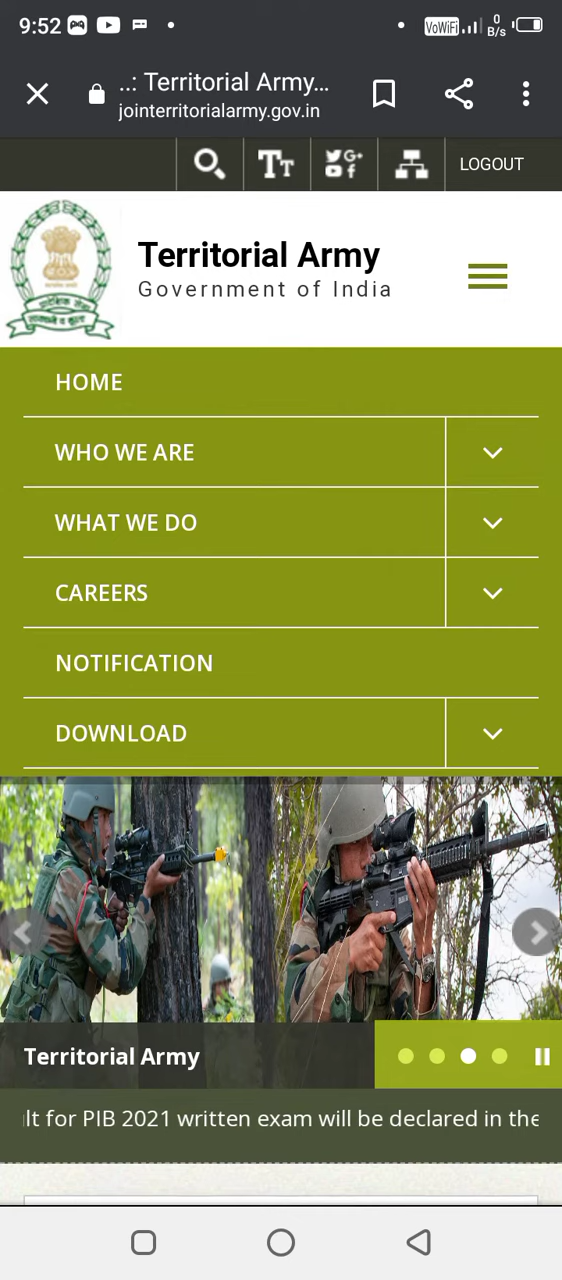 9:52
VoWiFi
0
B/s
..: Territorial Army...
jointerritorialarmy.gov.in
TT
G+
LOGOUT
Territorial Army
Government of India
HOME
WHO WE ARE
WHAT WE DO
CAREERS
NOTIFICATION
DOWNLOAD
Territorial Army
lt for PIB 2021 written exam will be declared in the